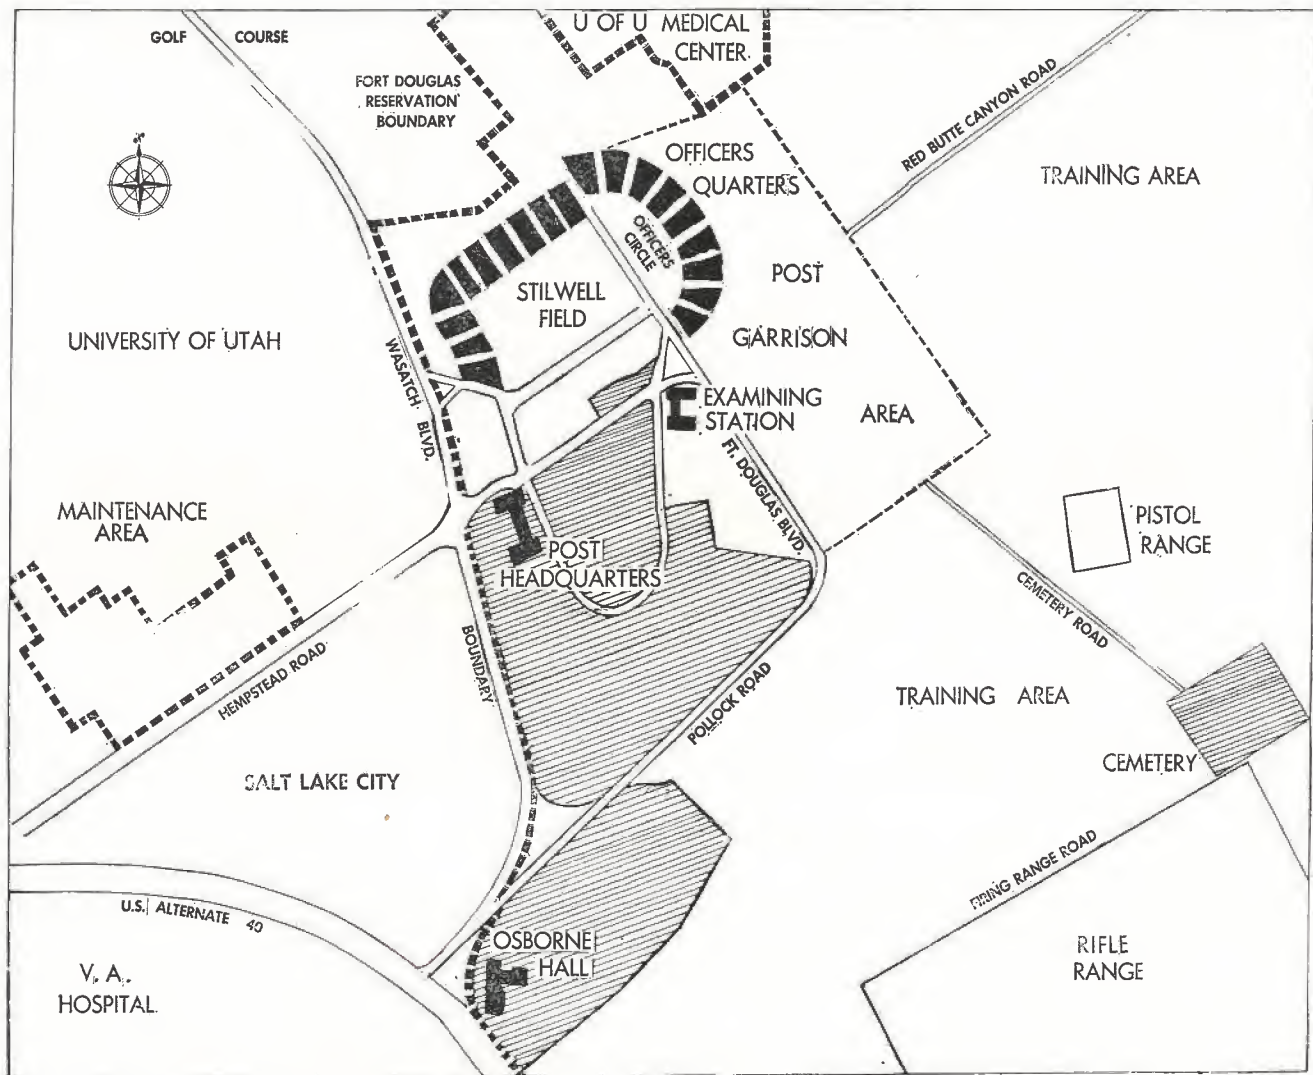 GOLF COURSE
U OF U MEDICAL
CENTER
FORT DOUGLAS
RESERVATION
BOUNDARY
RED BUTTE CANYON ROAD
OFFICERS
QUARTERS
TRAINING AREA
OFFICERS
CIRCLE
STILWELL
FIELD
POST
GARRISON
AREA
UNIVERSITY OF UTAH
WASATCH BLVD.
EXAMINING
STATION
FT. DOUGLAS BLVD.
MAINTENANCE
AREA
PISTOL
RANGE
POST
HEADQUARTERS
CEMETERY ROAD
HEMPSTEAD ROAD
BOUNDARY
POLLOCK ROAD
TRAINING AREA
CEMETERY
SALT LAKE CITY
FIRING RANGE ROAD
U.S. ALTERNATE 40
OSBORNE
HALL
RIFLE
RANGE
V. A.
HOSPITAL